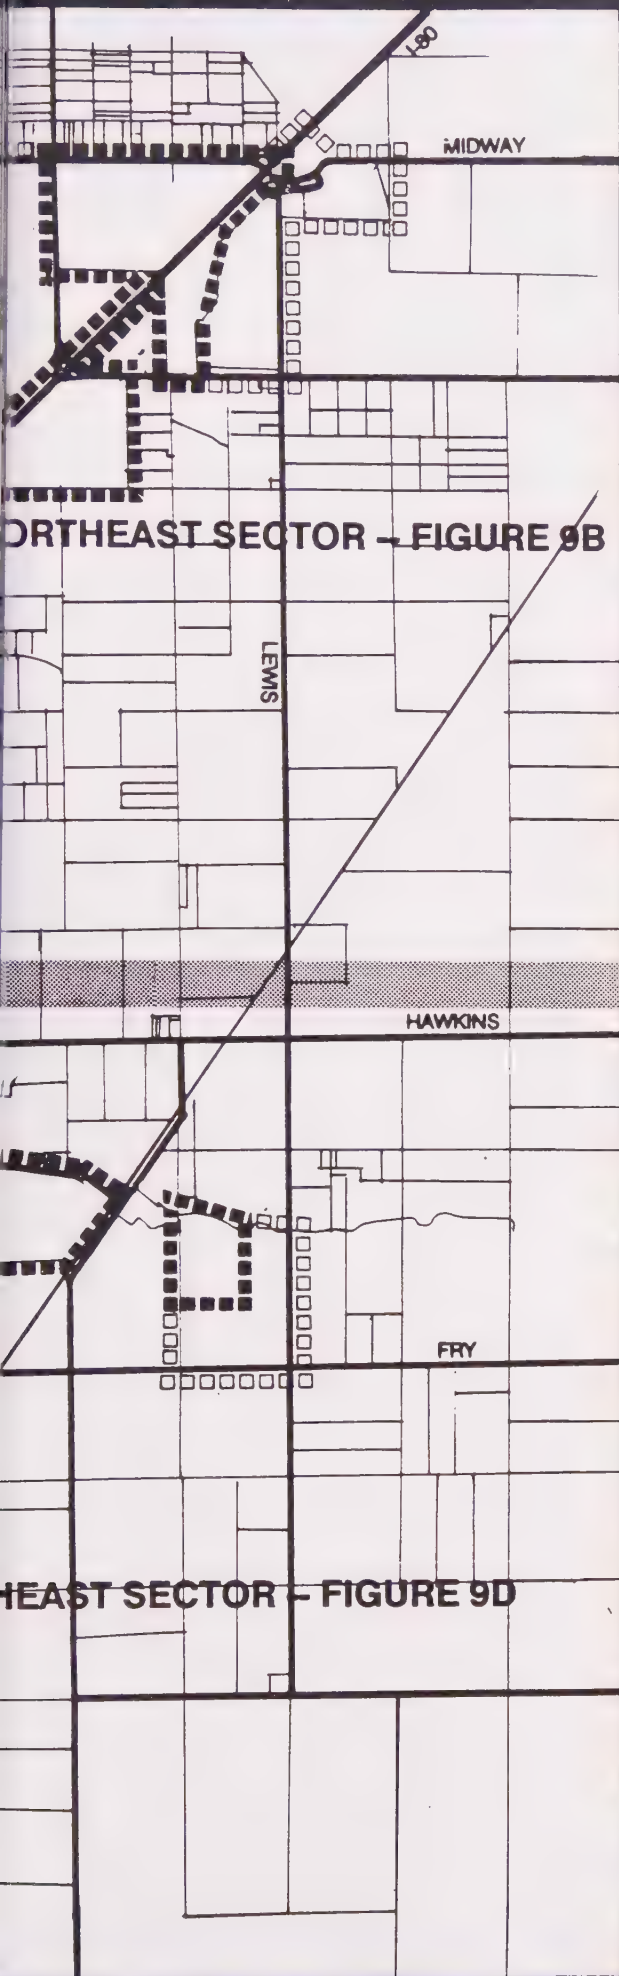 I-80
MIDWAY
ORTHEAST SECTOR – FIGURE 9B
LEWIS
HAWKINS
FRY
HEAST SECTOR – FIGURE 9D